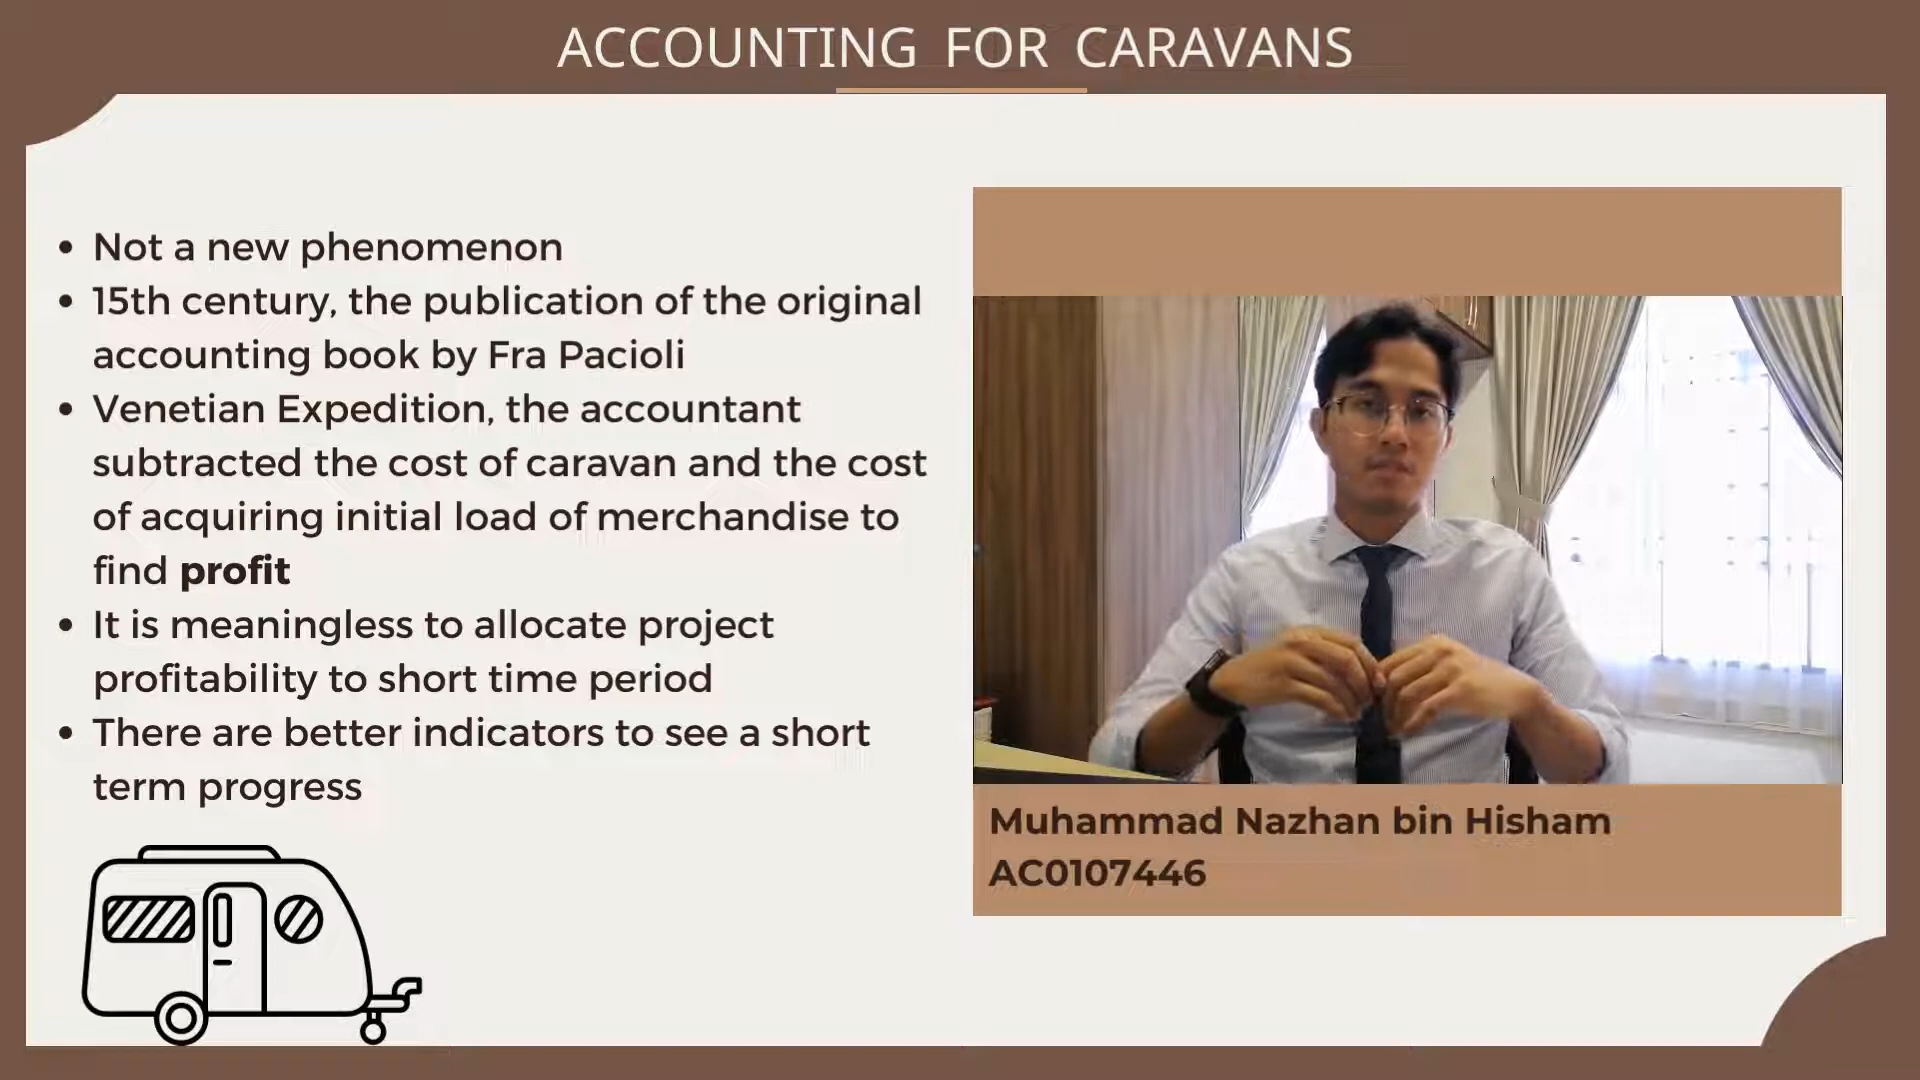 ACCOUNTING FOR CARAVANS
Not a new phenomenon
15th century, the publication of the original
accounting book by Fra Pacioli
Venetian Expedition, the accountant
subtracted the cost of caravan and the cost
of acquiring initial load of merchandise to
find profit
It is meaningless to allocate project
profitability to short time period
There are better indicators to see a short
term progress
Muhammad Nazhan bin Hisham
AC0107446